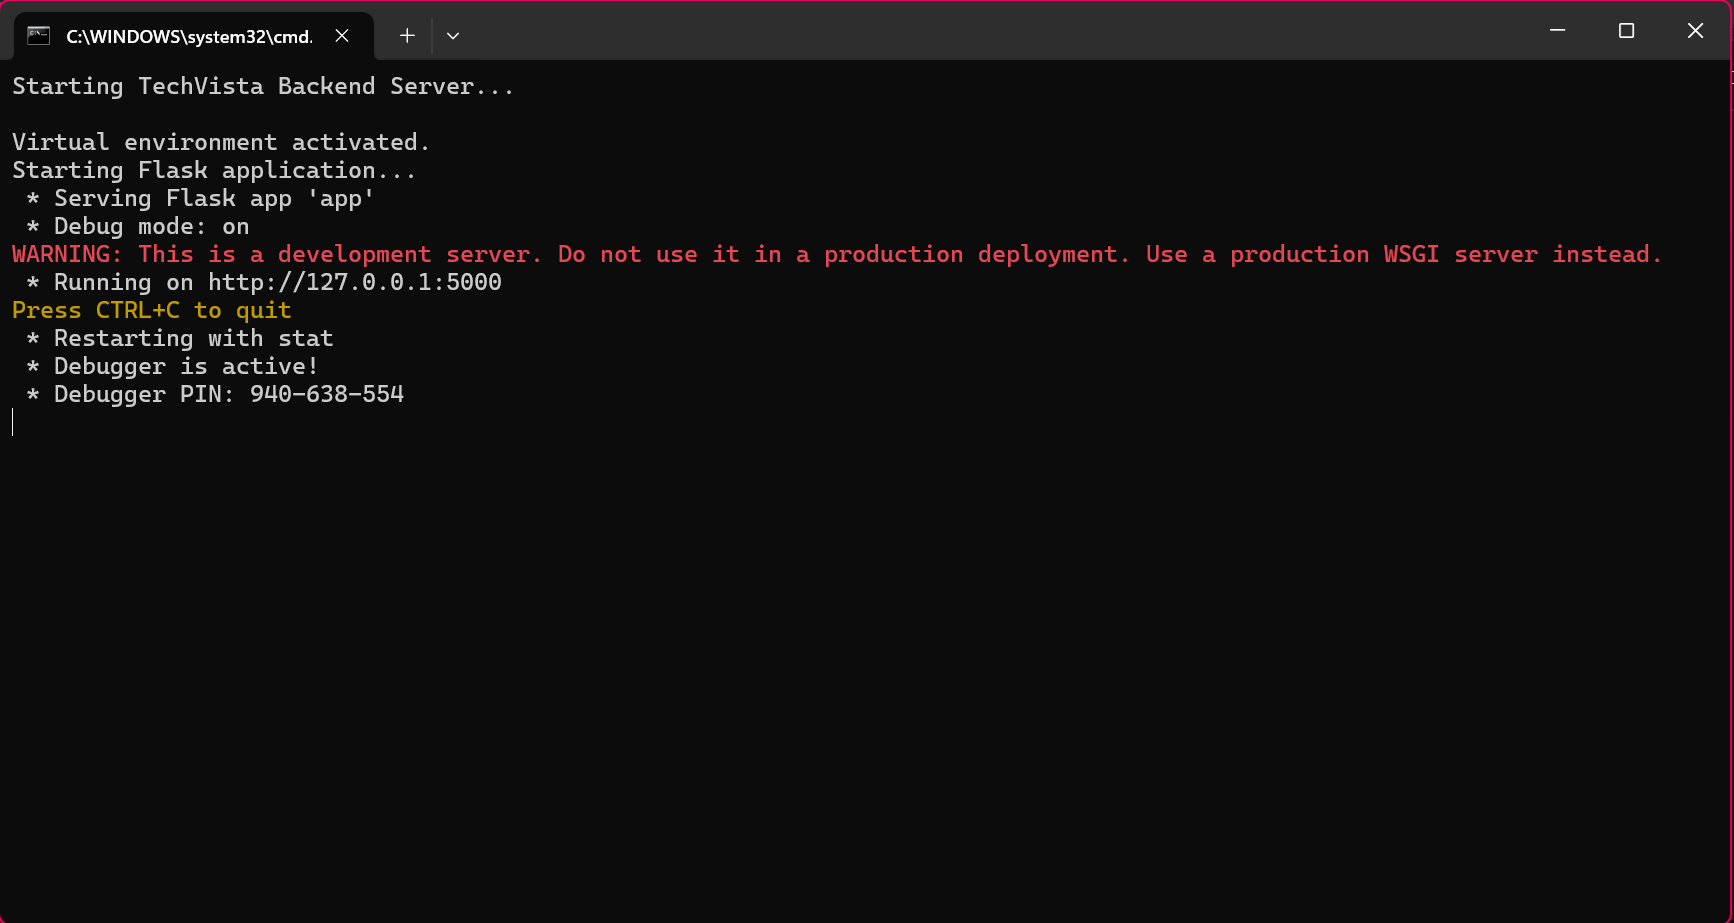 C:\WINDOWS\system32\cmd.
Starting TechVista Backend Server...
Virtual environment activated.
Starting Flask application...
 * Serving Flask app 'app'
 * Debug mode: on
WARNING: This is a development server. Do not use it in a production deployment. Use a production WSGI server instead.
 * Running on http://127.0.0.1:5000
Press CTRL+C to quit
 * Restarting with stat
 * Debugger is active!
 * Debugger PIN: 940-638-554